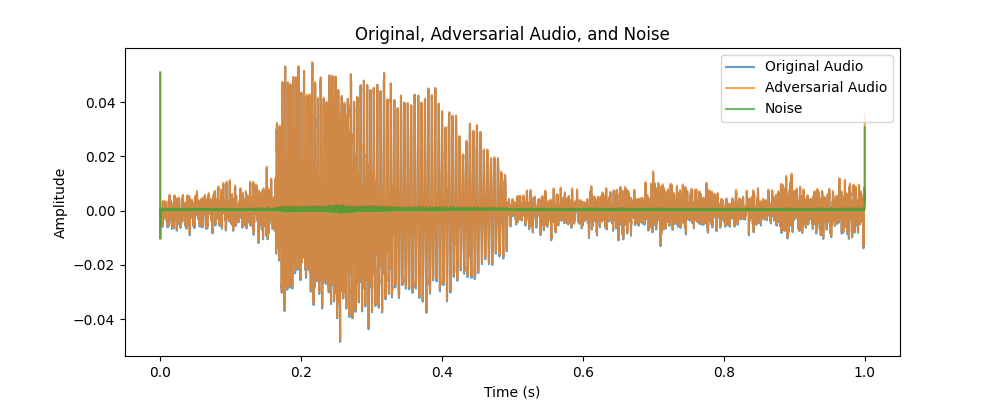 Original, Adversarial Audio, and Noise
Original Audio
Adversarial Audio
Noise
Amplitude
0.04
0.02
0.00
−0.02
−0.04
0.0 0.2 0.4 0.6 0.8 1.0
Time (s)